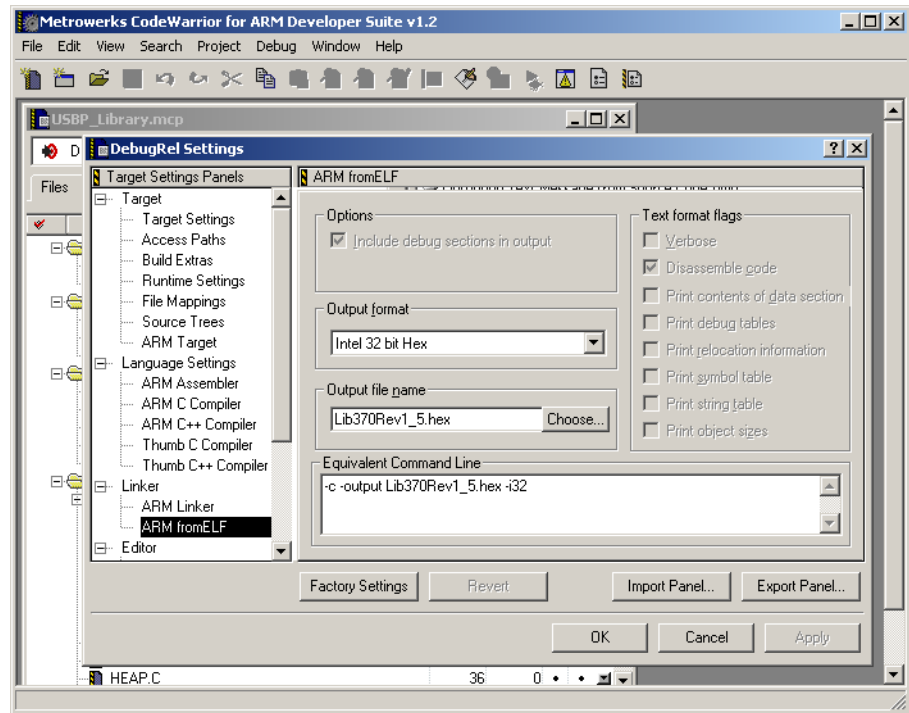 Metrowerks CodeWarrior for ARM Developer Suite v1.2
File Edit View Search Project Debug Window Help
USBP_Library.mcp
D
DebugRel Settings
Files
Target Settings Panels
Target
Target Settings
Access Paths
Build Extras
Runtime Settings
File Mappings
Source Trees
ARM Target
Language Settings
ARM Assembler
ARM C Compiler
ARM C++ Compiler
Thumb C Compiler
Thumb C++ Compiler
Linker
ARM Linker
ARM fromELF
Editor
ARM fromELF
Options
Include debug sections in output
Output format
Intel 32 bit Hex
Output file name
Lib370Rev1_5.hex Choose...
Text format flags
Verbose
Disassemble code
Print contents of data section
Print debug tables
Print relocation information
Print symbol table
Print string table
Print object sizes
Equivalent Command Line
-c -output Lib370Rev1_5.hex -i32
Factory Settings Revert Import Panel... Export Panel...
OK Cancel Apply
HEAP.C 36 0 • •